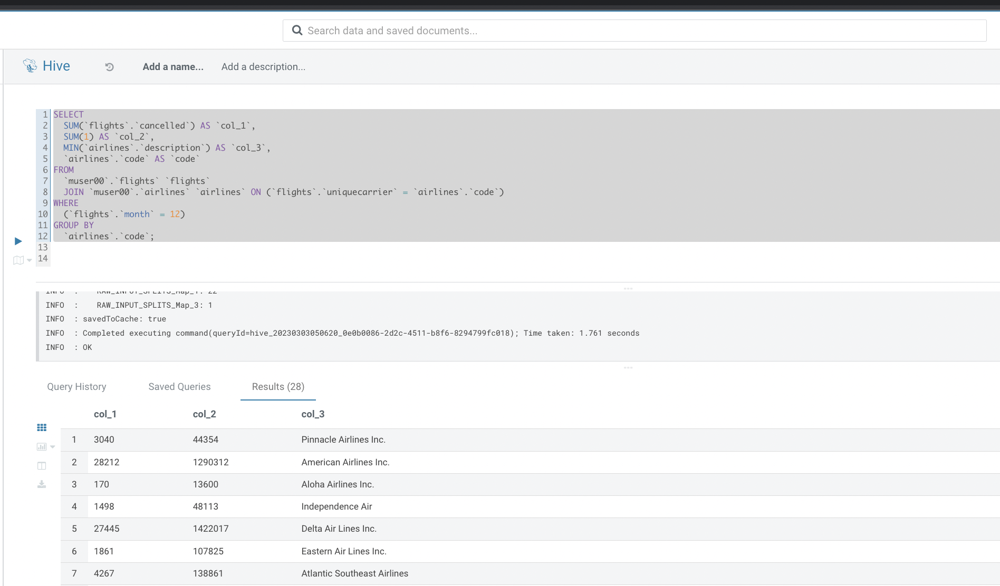 Search data and saved documents...
Hive Add a name... Add a description...
1 SELECT
2 SUM(`flights`.`cancelled`) AS `col_1`,
3 SUM(1) AS `col_2`,
4 MIN(`airlines`.`description`) AS `col_3`,
5 `airlines`.`code` AS `code`
6 FROM
7 `muser00`.`flights` `flights`
8 JOIN `muser00`.`airlines` `airlines` ON (`flights`.`uniquecarrier` = `airlines`.`code`)
9 WHERE
10 (`flights`.`month` = 12)
11 GROUP BY
12 `airlines`.`code`;
13
14
INFO : RAW_INPUT_SPLITS_Map_1: 22
INFO : RAW_INPUT_SPLITS_Map_3: 1
INFO : savedToCache: true
INFO : Completed executing command(queryId=hive_20230303050620_0e0b0086-2d2c-4511-b8f6-8294799fc018); Time taken: 1.761 seconds
INFO : OK
Query History Saved Queries Results (28)
col_1 col_2 col_3
1 3040 44354 Pinnacle Airlines Inc.
2 28212 1290312 American Airlines Inc.
3 170 13600 Aloha Airlines Inc.
4 1498 48113 Independence Air
5 27445 1422017 Delta Air Lines Inc.
6 1861 107825 Eastern Air Lines Inc.
7 4267 138861 Atlantic Southeast Airlines